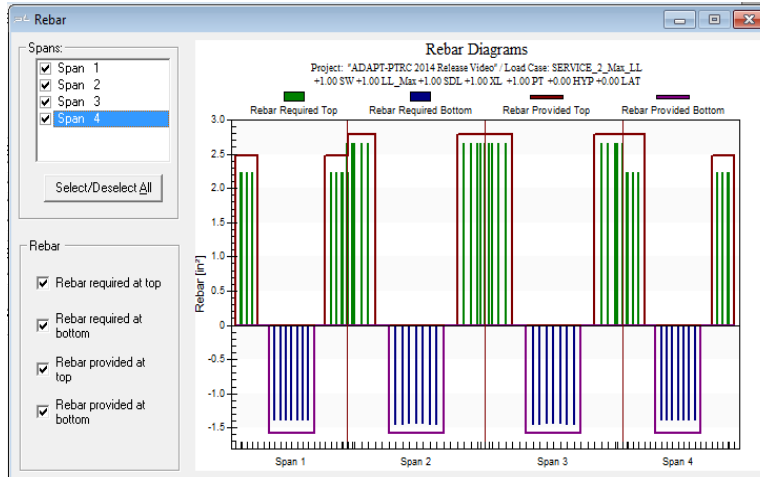 Rebar
Spans:
Span 1
Span 2
Span 3
Span 4
Select/Deselect All
Rebar
Rebar required at top
Rebar required at
bottom
Rebar provided at
top
Rebar provided at
bottom
Rebar Diagrams
Project: "ADAPT-PTRC 2014 Release Video" / Load Case: SERVICE_2_Max_LL
+1.00 SW +1.00 LL_Max +1.00 SDL +1.00 XL +1.00 PT +0.00 HYP +0.00 LAT
Rebar Required Top Rebar Required Bottom Rebar Provided Top Rebar Provided Bottom
Rebar [in²]
3.0
2.5
2.0
1.5
1.0
0.5
0
-0.5
-1.0
-1.5
Span 1 Span 2 Span 3 Span 4